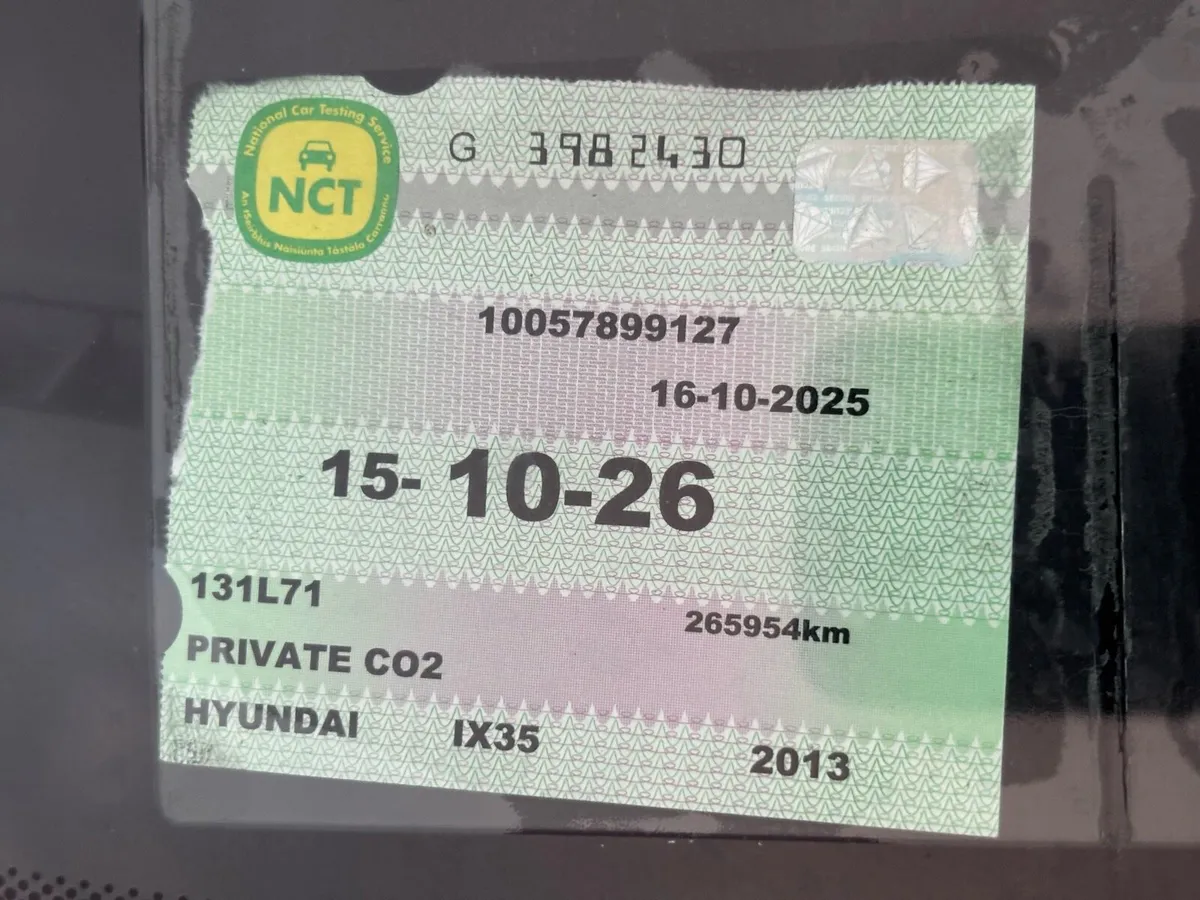 National Car Testing Service
NCT
An tSeirbhís Náisiúnta Tástála Carranna
G 3982430
10057899127
16-10-2025
15-10-26
131L71
265954km
PRIVATE CO2
HYUNDAI IX35 2013